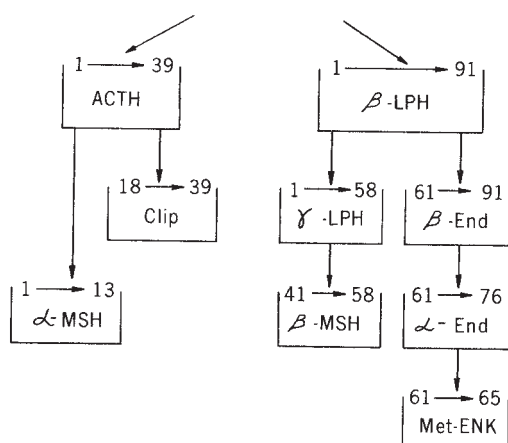 1 → 39
ACTH
1 → 91
β-LPH
18 → 39
Clip
1 → 58
γ-LPH
61 → 91
β-End
1 → 13
α-MSH
41 → 58
β-MSH
61 → 76
α-End
61 → 65
Met-ENK